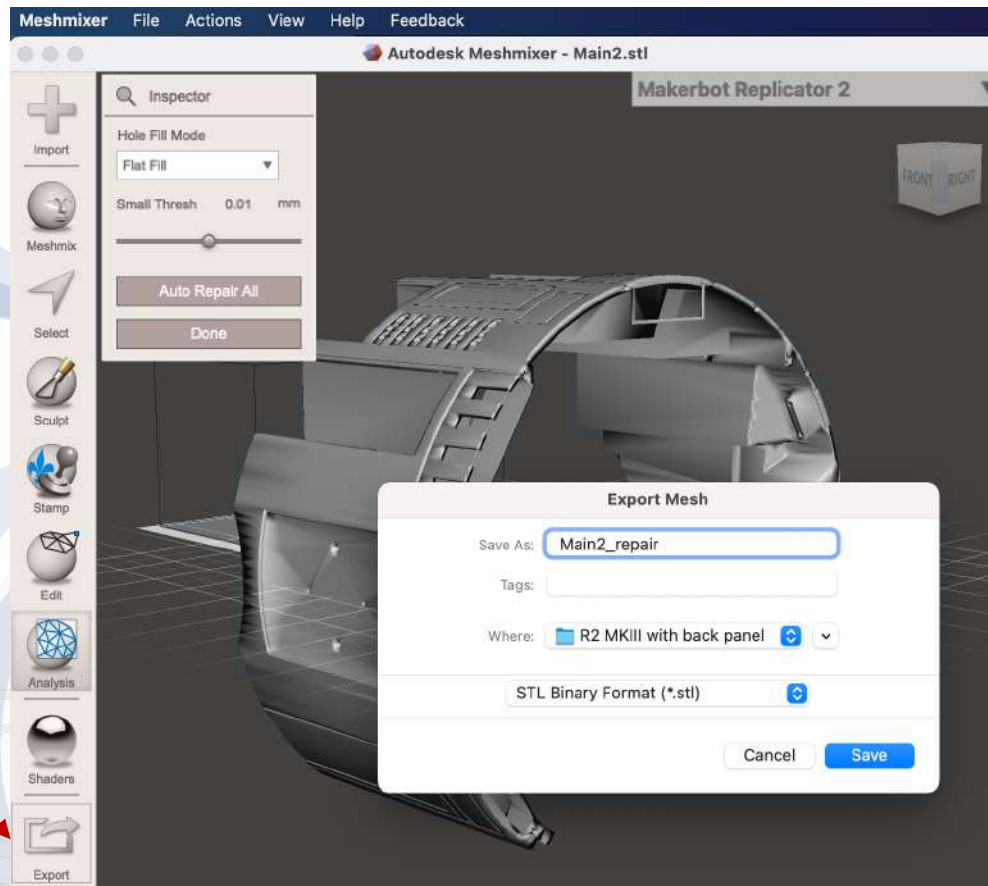 Meshmixer File Actions View Help Feedback
Autodesk Meshmixer - Main2.stl
Import
Meshmix
Select
Sculpt
Stamp
Edit
Analysis
Shaders
Export
Inspector
Hole Fill Mode
Flat Fill
Small Thresh 0.01 mm
Auto Repair All
Done
Makerbot Replicator 2
FRONT RIGHT
Export Mesh
Save As: Main2_repair
Tags:
Where: R2 MKIII with back panel
STL Binary Format (*.stl)
Cancel Save